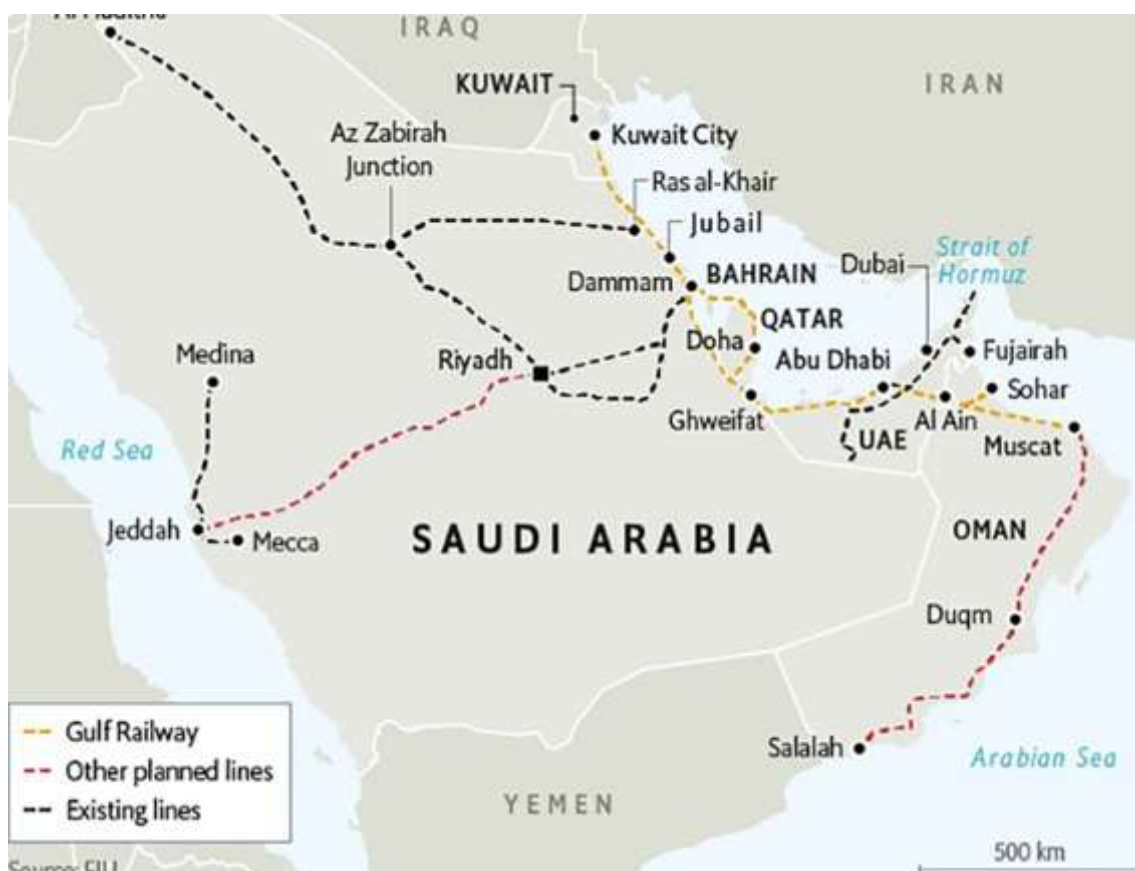 IRAQ
KUWAIT
IRAN
Kuwait City
Az Zabirah
Junction
Ras al-Khair
Jubail
Strait of
Hormuz
Dammam
BAHRAIN
Dubai
QATAR
Doha
Abu Dhabi
Fujairah
Medina
Riyadh
Sohar
Ghweifat
Al Ain
UAE
Muscat
Red Sea
Jeddah
Mecca
SAUDI ARABIA
OMAN
Duqm
Gulf Railway
Other planned lines
Existing lines
Salalah
Arabian Sea
YEMEN
500 km